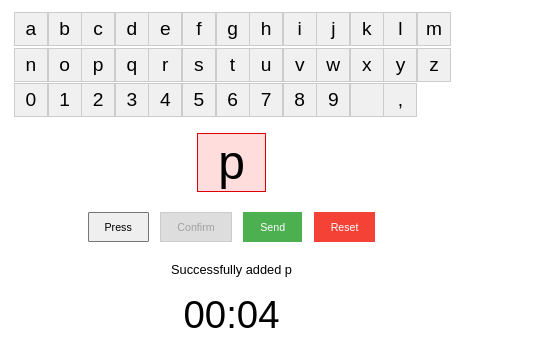 a b c d e f g h i j k l m
n o p q r s t u v w x y z
0 1 2 3 4 5 6 7 8 9 ,
p
Press Confirm Send Reset
Successfully added p
00:04